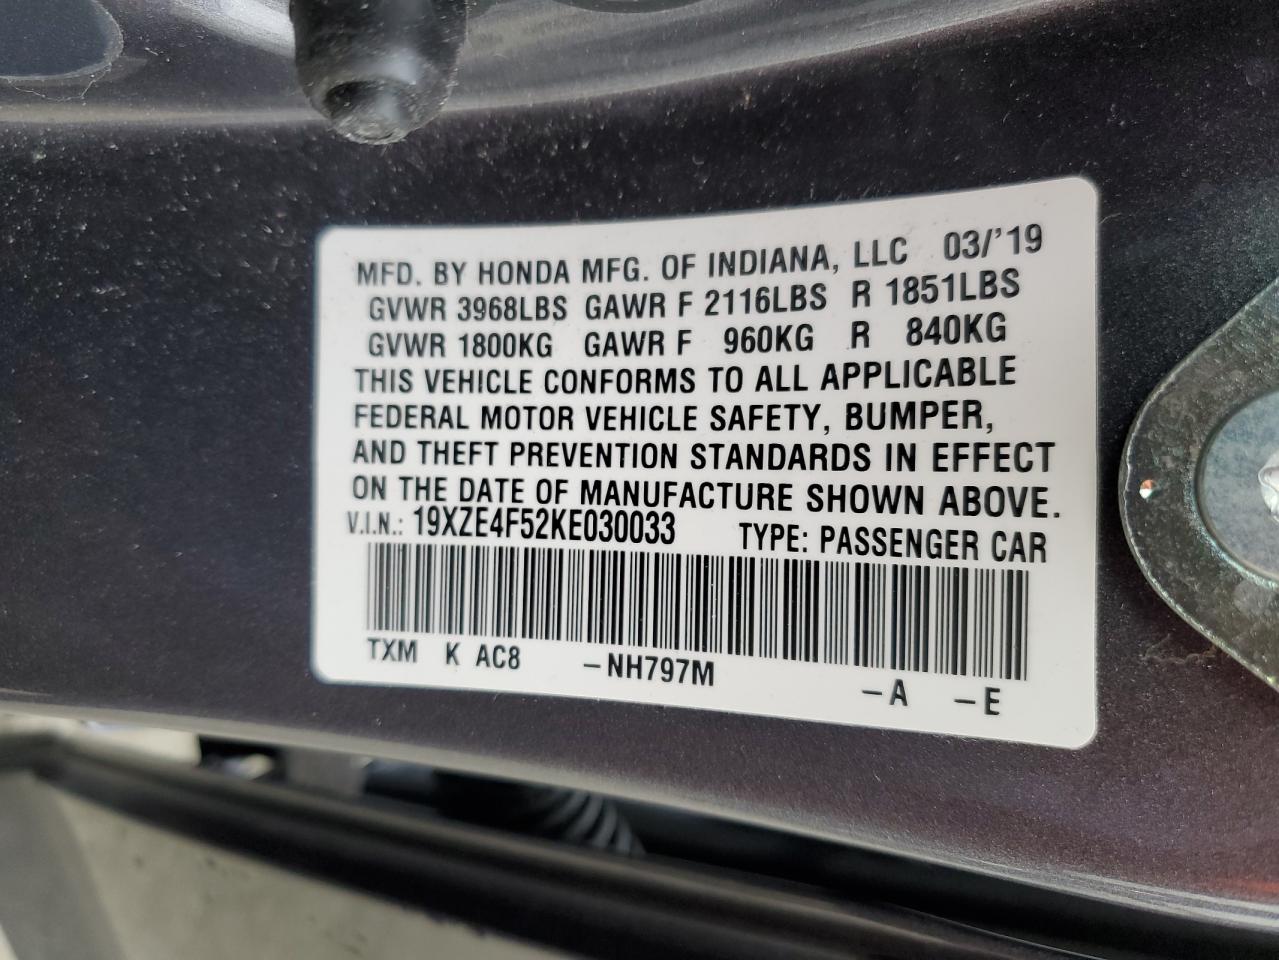 MFD. BY HONDA MFG. OF INDIANA, LLC 03/'19
GVWR 3968LBS GAWR F 2116LBS R 1851LBS
GVWR 1800KG GAWR F 960KG R 840KG
THIS VEHICLE CONFORMS TO ALL APPLICABLE
FEDERAL MOTOR VEHICLE SAFETY, BUMPER,
AND THEFT PREVENTION STANDARDS IN EFFECT
ON THE DATE OF MANUFACTURE SHOWN ABOVE.
V.I.N.: 19XZE4F52KE030033 TYPE: PASSENGER CAR
TXM K AC8 -NH797M -A -E